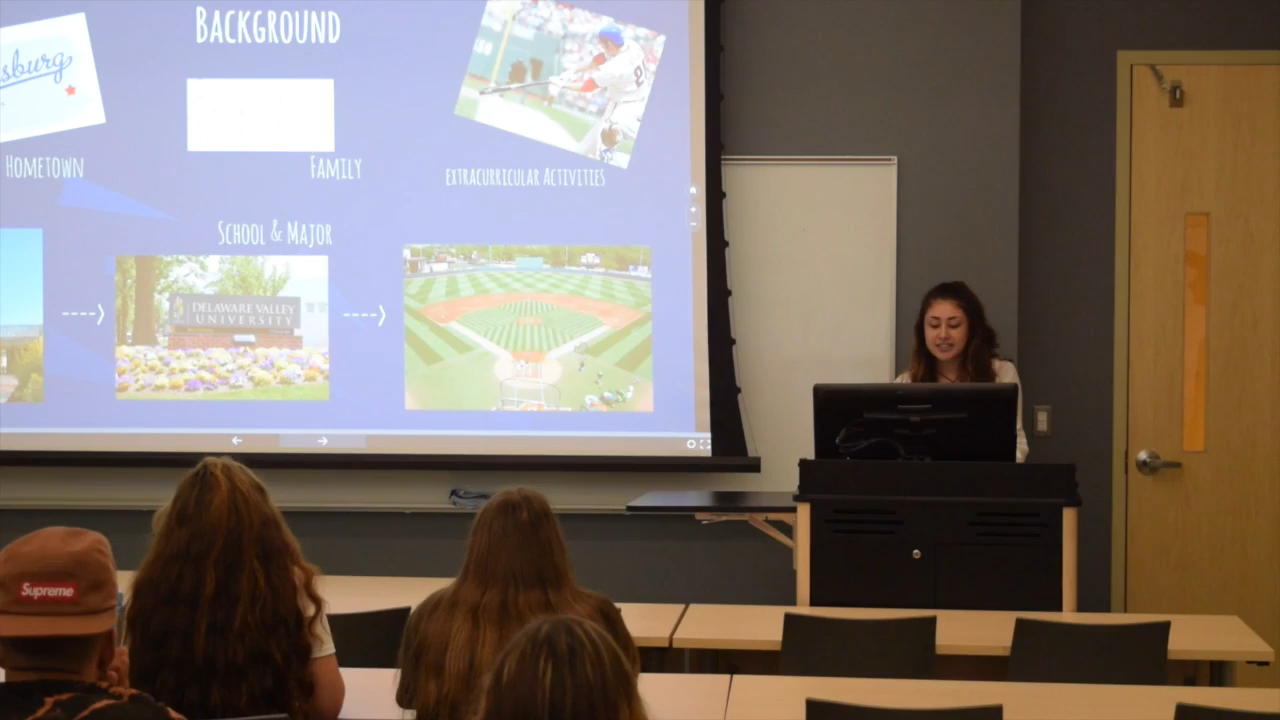 BACKGROUND
sburg
HOMETOWN
FAMILY
EXTRACURRICULAR ACTIVITIES
SCHOOL & MAJOR
DELAWARE VALLEY
UNIVERSITY
Supreme